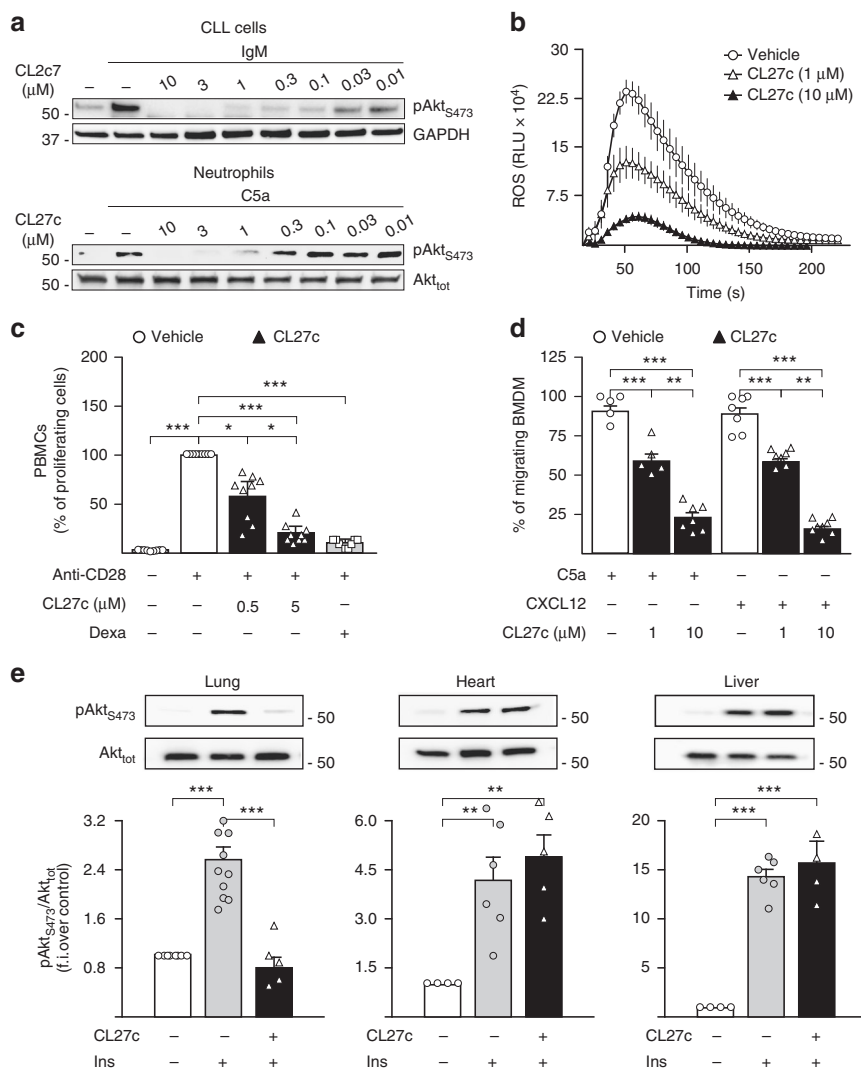 a
CLL cells
IgM
CL2c7
(μM)
– – 10 3 1 0.3 0.1 0.03 0.01
50 - pAktS473
37 - GAPDH
Neutrophils
C5a
CL27c
(μM)
– – 10 3 1 0.3 0.1 0.03 0.01
50 - pAktS473
50 - Akttot
b
30
22.5
15
7.5
ROS (RLU × 10⁴)
Vehicle
CL27c (1 μM)
CL27c (10 μM)
50 100 150 200
Time (s)
c
Vehicle CL27c
200
150
100
50
PBMCs
(% of proliferating cells)
***
***
*** * *
Anti-CD28 – + + + +
CL27c (μM) – – 0.5 5 –
Dexa – – – – +
d
Vehicle CL27c
100
75
50
25
% of migrating BMDM
*** ***
*** ** *** **
C5a + + + – – –
CXCL12 – – – + + +
CL27c (μM) – 1 10 – 1 10
e
Lung Heart Liver
pAktS473 - 50 - 50 - 50
Akttot - 50 - 50 - 50
pAktS473/Akttot
(f.i.over control)
3.2
2.4
1.6
0.8
***
***
6.0
4.5
3.0
1.5
**
**
20
15
10
5
***
***
CL27c – – + – – + CL27c – – +
Ins – + + – + + Ins – + +